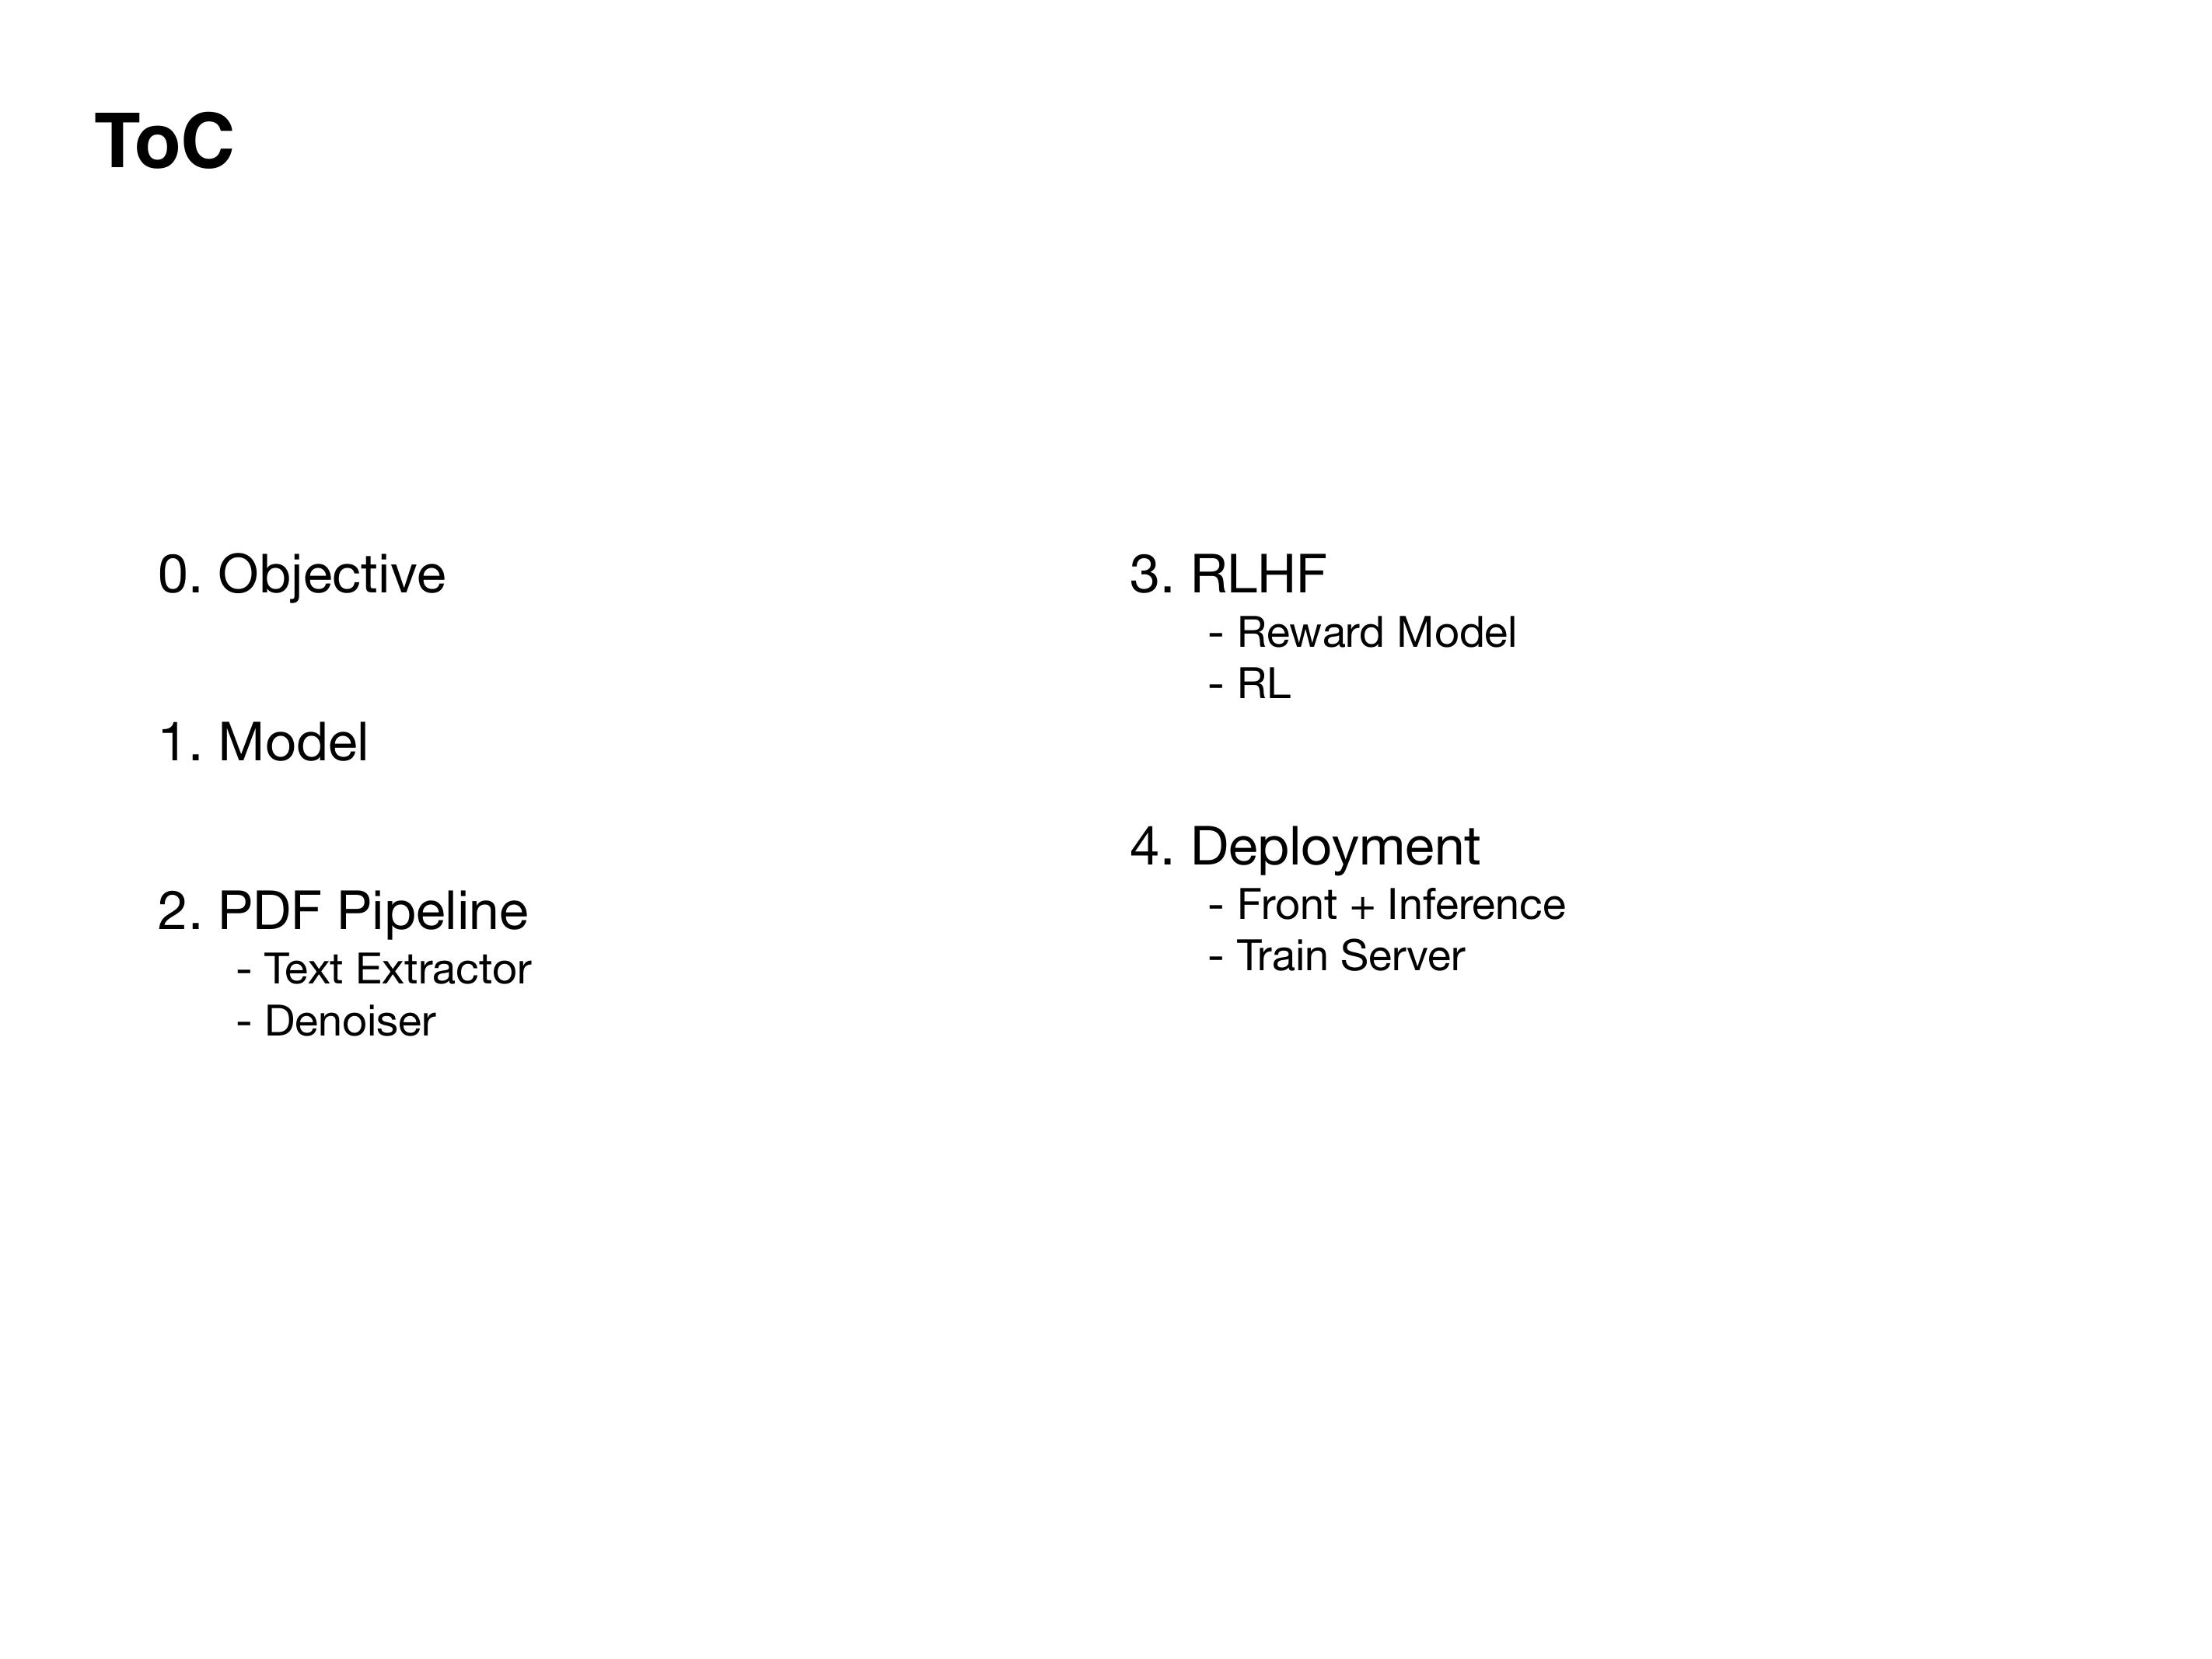 ToC
0. Objective
1. Model
2. PDF Pipeline
- Text Extractor
- Denoiser
3. RLHF
- Reward Model
- RL
4. Deployment
- Front + Inference
- Train Server